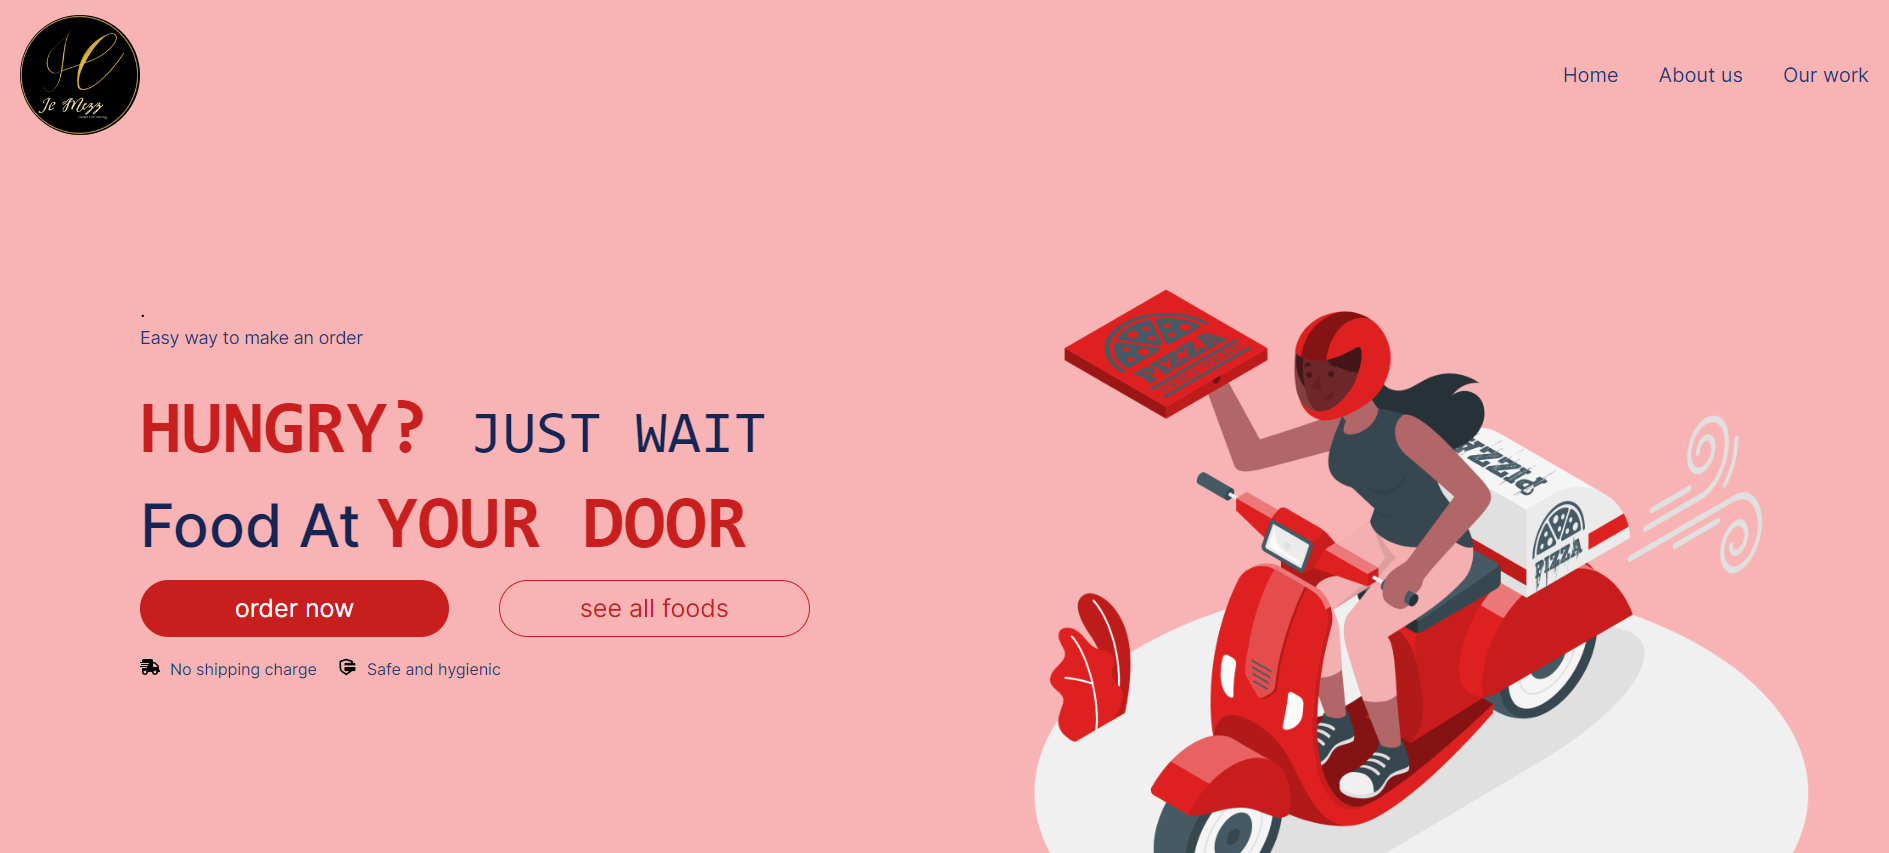 Je Mezz
Home About us Our work
.
Easy way to make an order
HUNGRY? JUST WAIT
Food At YOUR DOOR
order now see all foods
No shipping charge Safe and hygienic
PIZZA
PIZZA
PIZZA